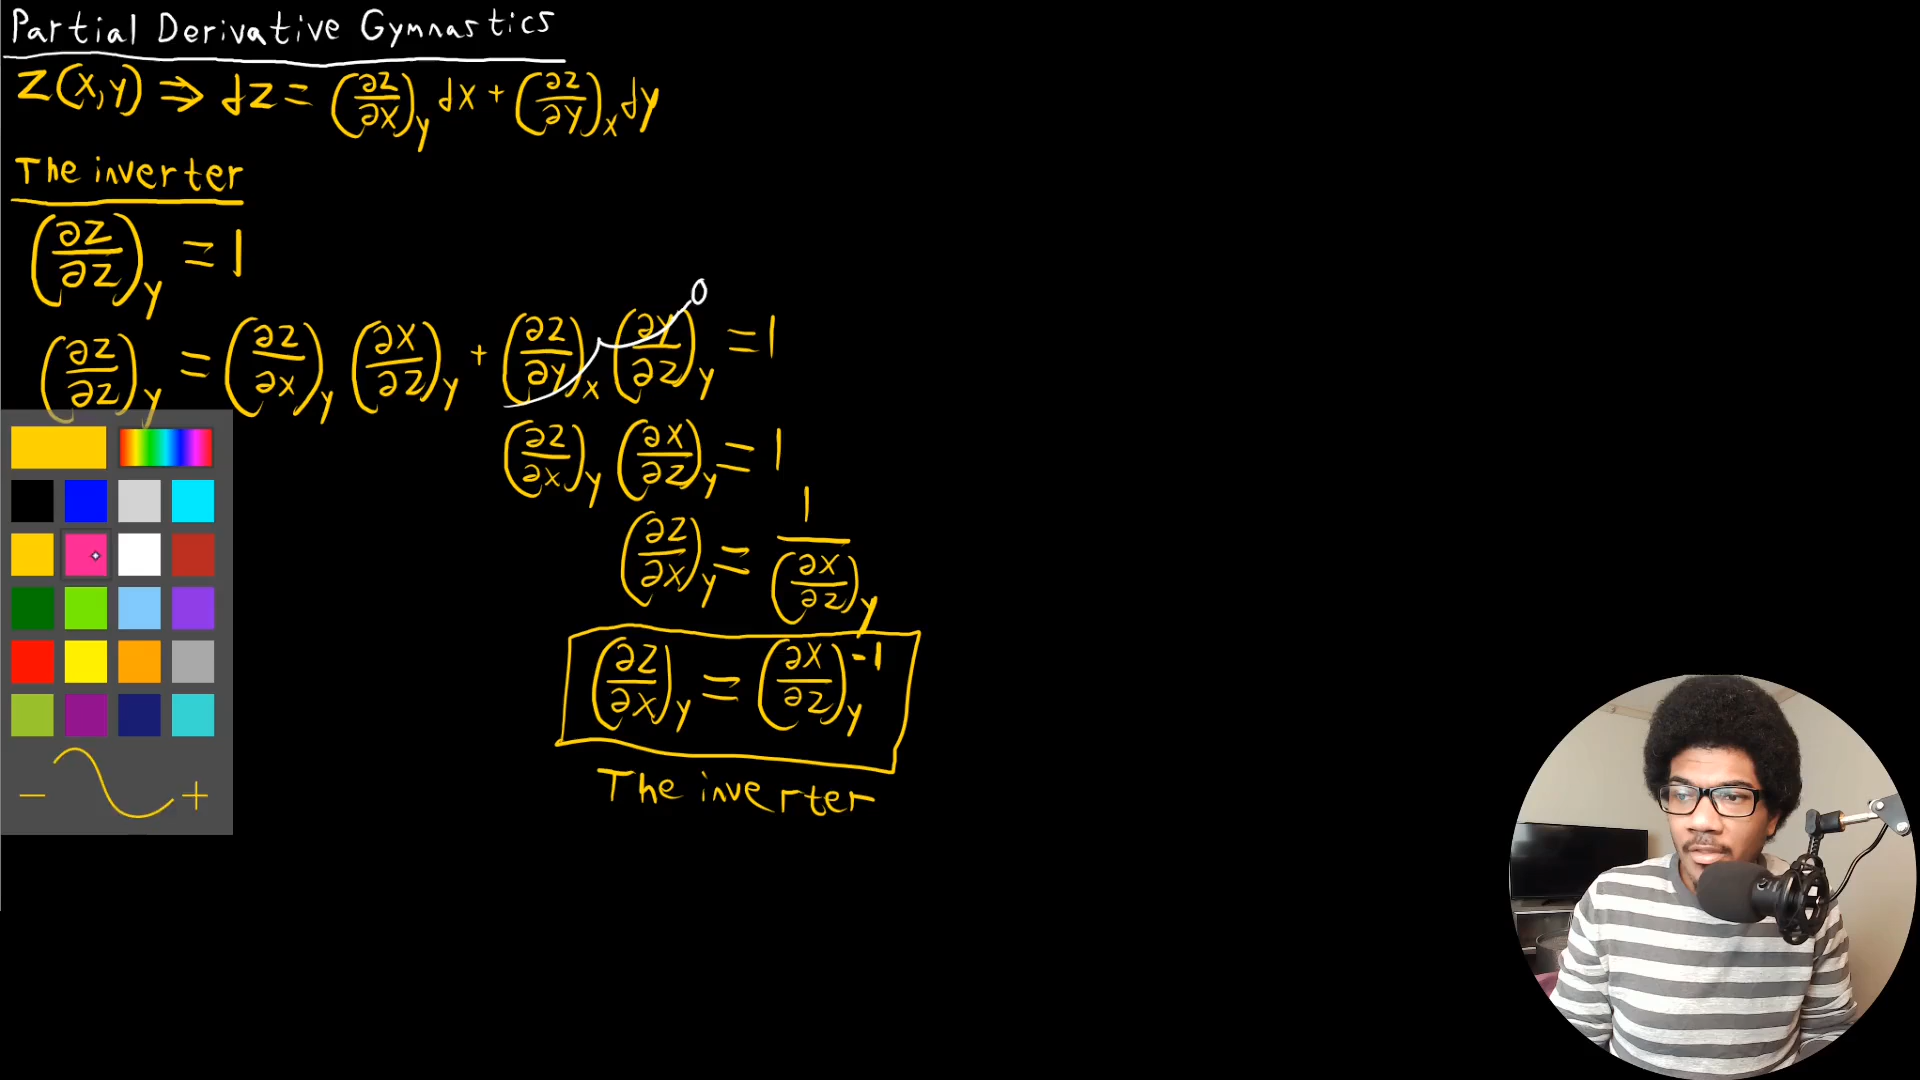 Partial Derivative Gymnastics
Z(x,y) ⇒ dz = (∂z/∂x)_y dx + (∂z/∂y)_x dy
The inverter
(∂z/∂z)_y = 1
(∂z/∂z)_y = (∂z/∂x)_y (∂x/∂z)_y + (∂z/∂y)_x (∂y/∂z)_y = 1
0
(∂z/∂x)_y (∂x/∂z)_y = 1
(∂z/∂x)_y = 1/(∂x/∂z)_y
(∂z/∂x)_y = (∂x/∂z)_y^-1
The inverter
− +